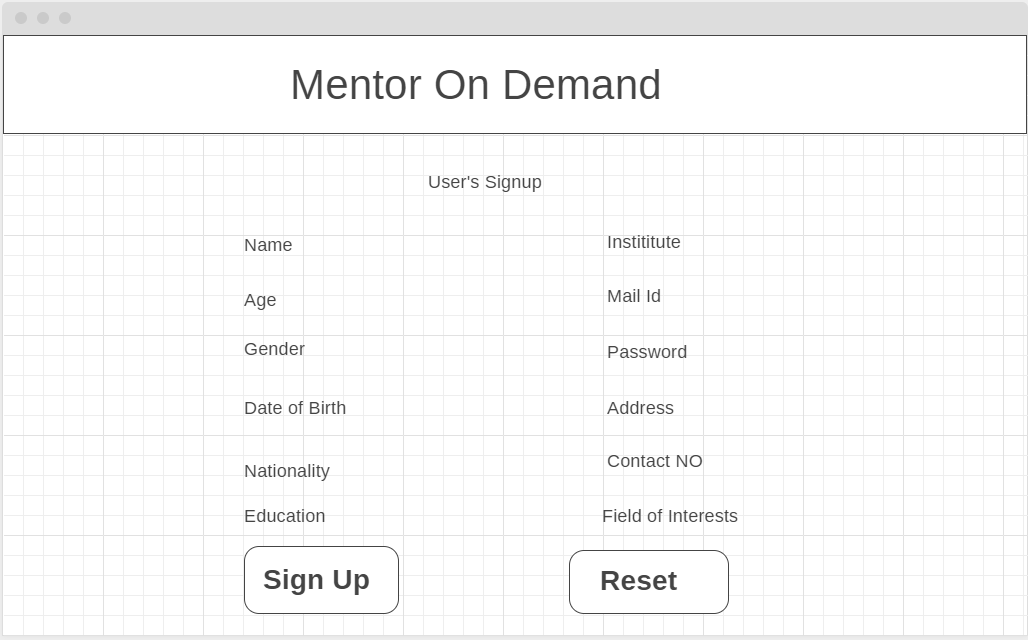 Mentor On Demand
User's Signup
Name
Instititute
Age
Mail Id
Gender
Password
Date of Birth
Address
Nationality
Contact NO
Education
Field of Interests
Sign Up
Reset